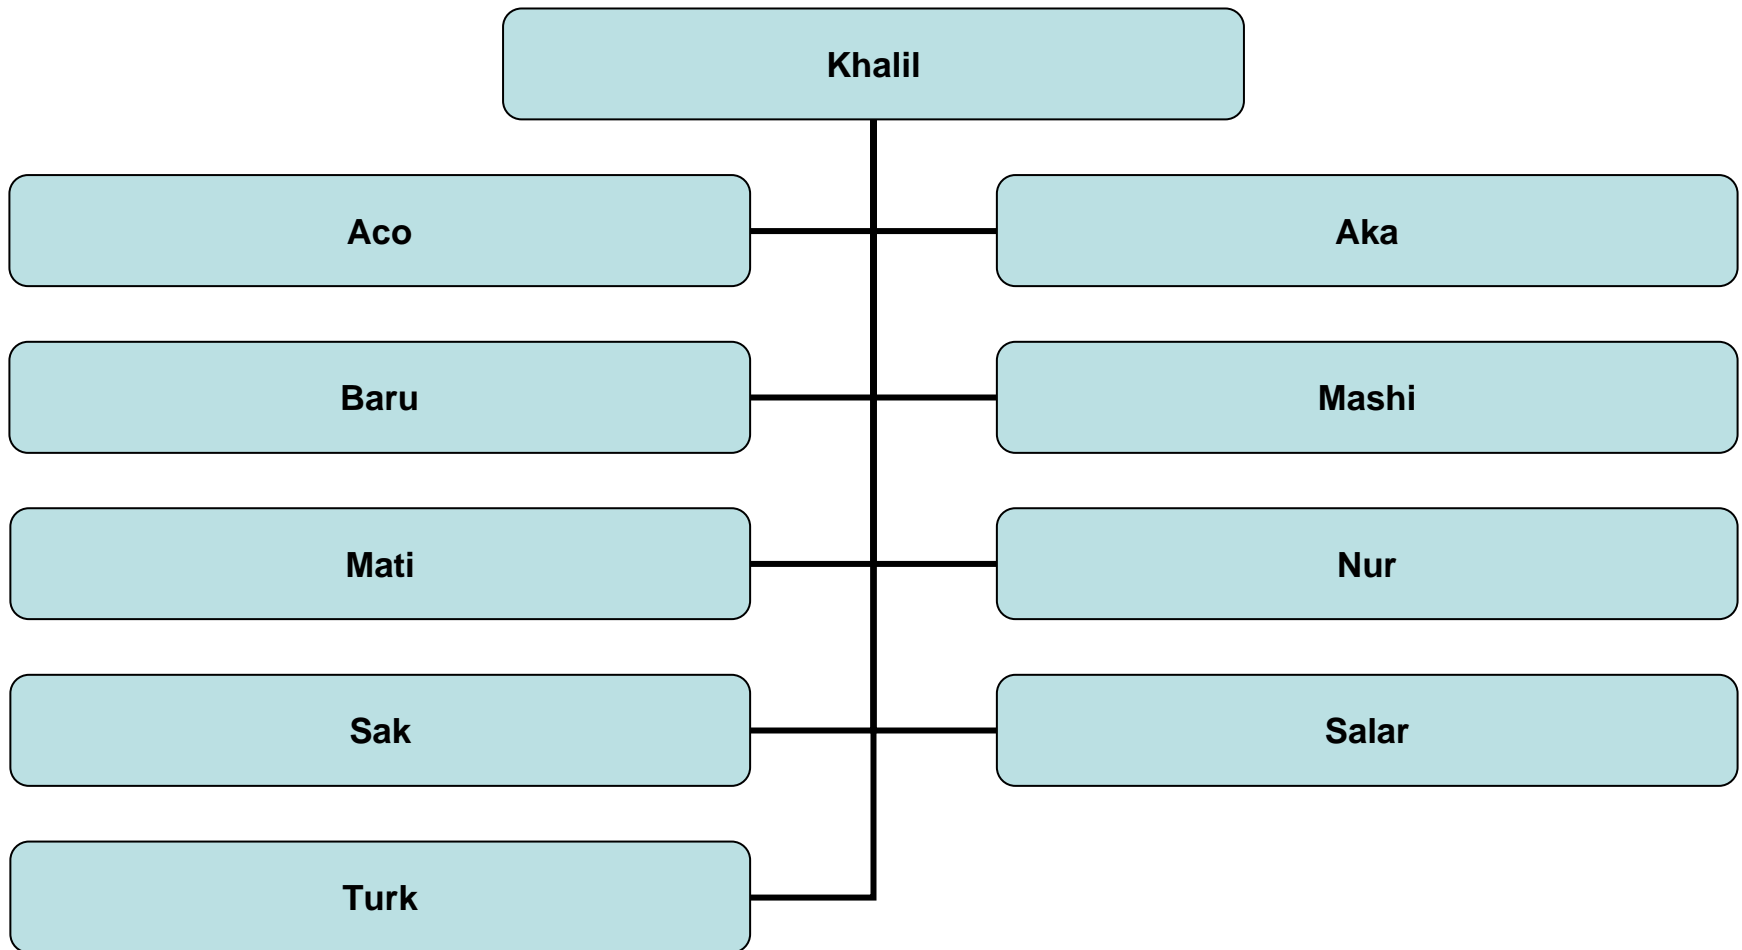 Khalil
Aco
Aka
Baru
Mashi
Mati
Nur
Sak
Salar
Turk